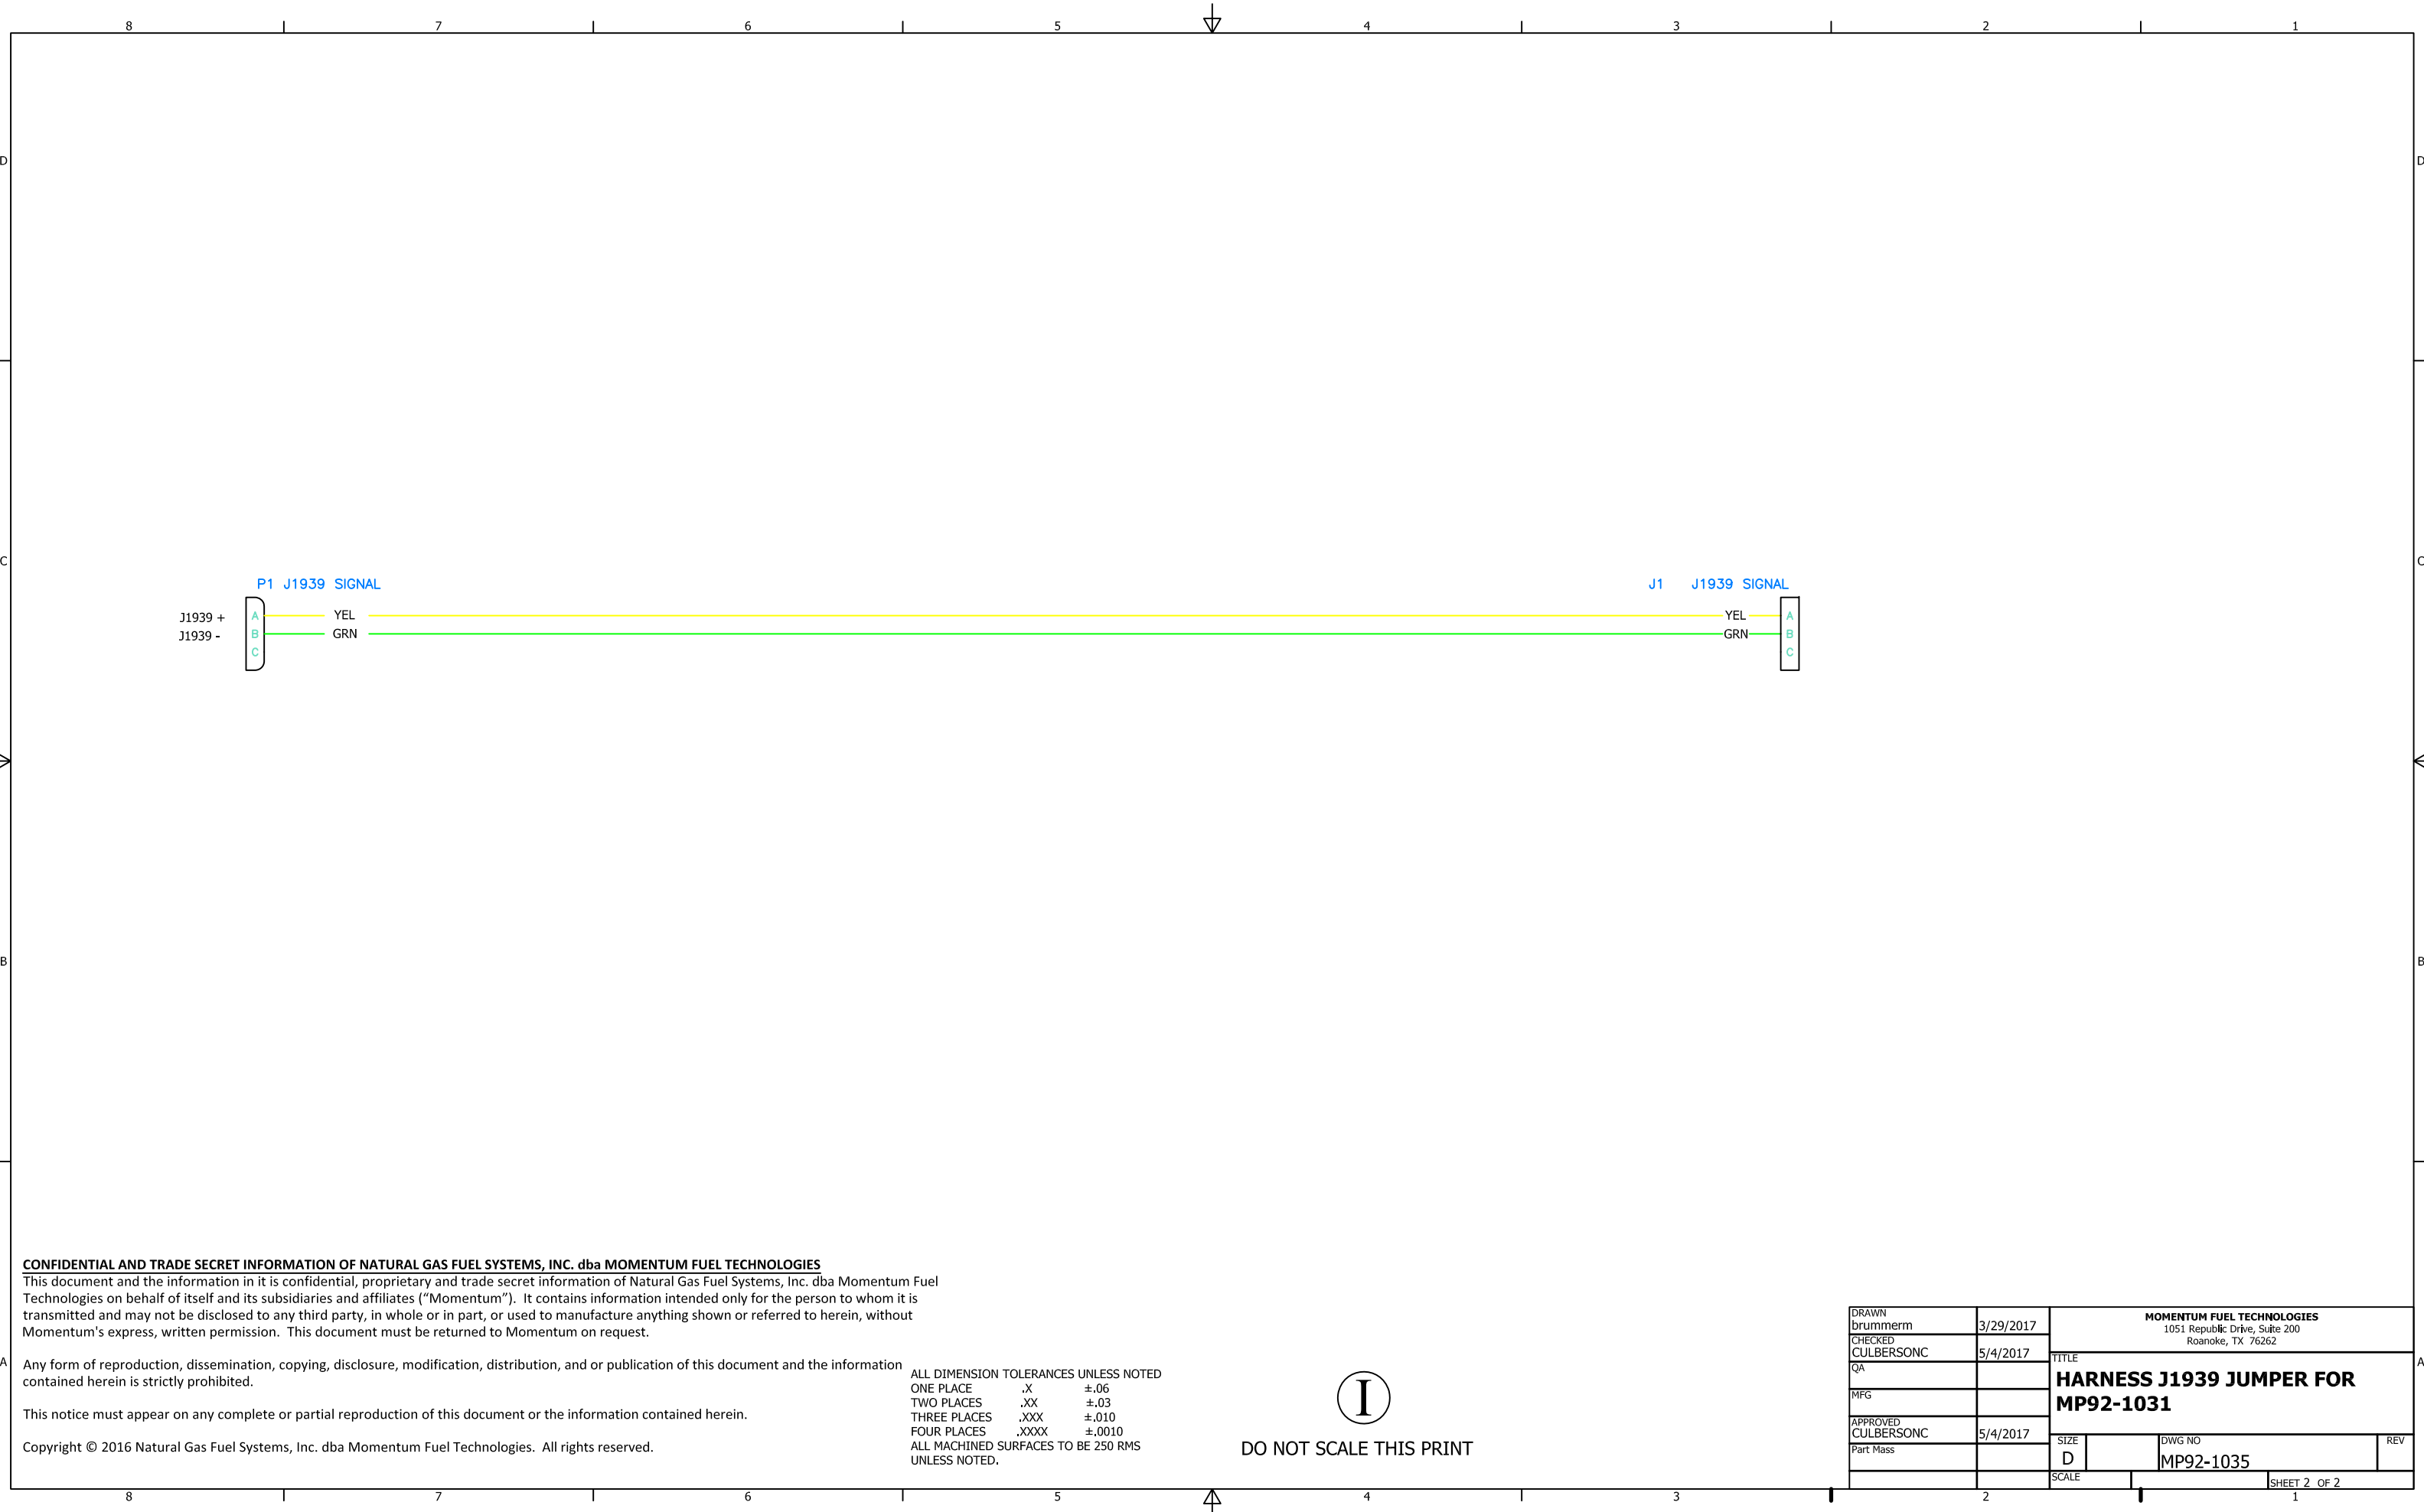 8 7 6 5 4 3 2 1
D D
C C
P1 J1939 SIGNAL
J1 J1939 SIGNAL
J1939 + A YEL YEL A
J1939 - B GRN GRN B
C C
B B
CONFIDENTIAL AND TRADE SECRET INFORMATION OF NATURAL GAS FUEL SYSTEMS, INC. dba MOMENTUM FUEL TECHNOLOGIES
This document and the information in it is confidential, proprietary and trade secret information of Natural Gas Fuel Systems, Inc. dba Momentum Fuel
Technologies on behalf of itself and its subsidiaries and affiliates (“Momentum”). It contains information intended only for the person to whom it is
transmitted and may not be disclosed to any third party, in whole or in part, or used to manufacture anything shown or referred to herein, without
Momentum's express, written permission. This document must be returned to Momentum on request.
A A
Any form of reproduction, dissemination, copying, disclosure, modification, distribution, and or publication of this document and the information
contained herein is strictly prohibited.
This notice must appear on any complete or partial reproduction of this document or the information contained herein.
Copyright © 2016 Natural Gas Fuel Systems, Inc. dba Momentum Fuel Technologies. All rights reserved.
ALL DIMENSION TOLERANCES UNLESS NOTED
ONE PLACE .X ±.06
TWO PLACES .XX ±.03
THREE PLACES .XXX ±.010
FOUR PLACES .XXXX ±.0010
ALL MACHINED SURFACES TO BE 250 RMS
UNLESS NOTED.
I
DO NOT SCALE THIS PRINT
DRAWN
brummerm 3/29/2017
CHECKED
CULBERSONC 5/4/2017
QA
MFG
APPROVED
CULBERSONC 5/4/2017
Part Mass
MOMENTUM FUEL TECHNOLOGIES
1051 Republic Drive, Suite 200
Roanoke, TX 76262
TITLE
HARNESS J1939 JUMPER FOR
MP92-1031
SIZE
D
DWG NO
MP92-1035
REV
SCALE
SHEET 2 OF 2
8 7 6 5 4 3 2 1